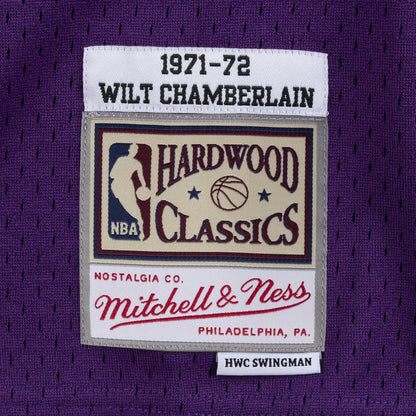 1971-72
WILT CHAMBERLAIN
HARDWOOD
CLASSICS
NBA
NOSTALGIA CO.
Mitchell & Ness
PHILADELPHIA, PA.
HWC SWINGMAN